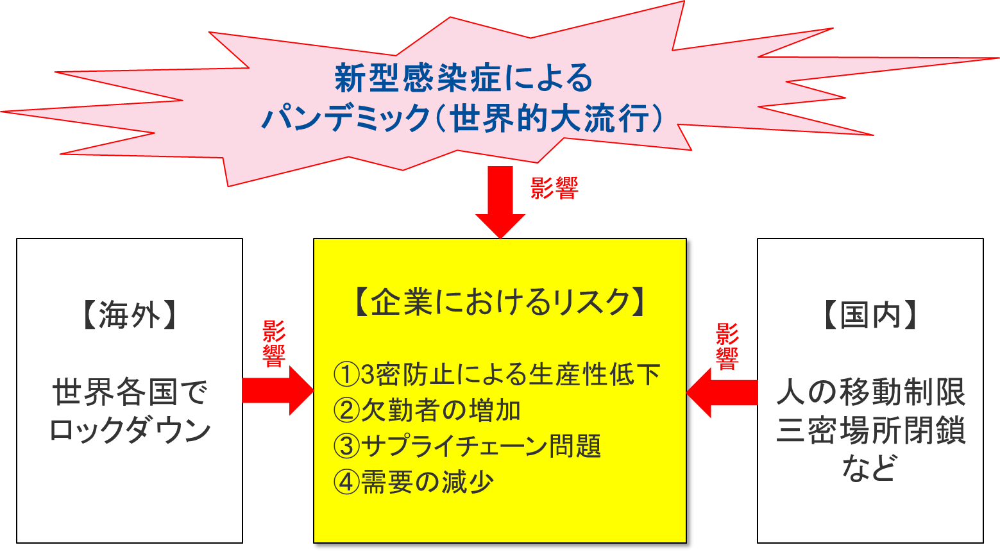 新型感染症による
パンデミック（世界的大流行）
影響
【海外】
世界各国で
ロックダウン
影響
【企業におけるリスク】
①3密防止による生産性低下
②欠勤者の増加
③サプライチェーン問題
④需要の減少
影響
【国内】
人の移動制限
三密場所閉鎖
など